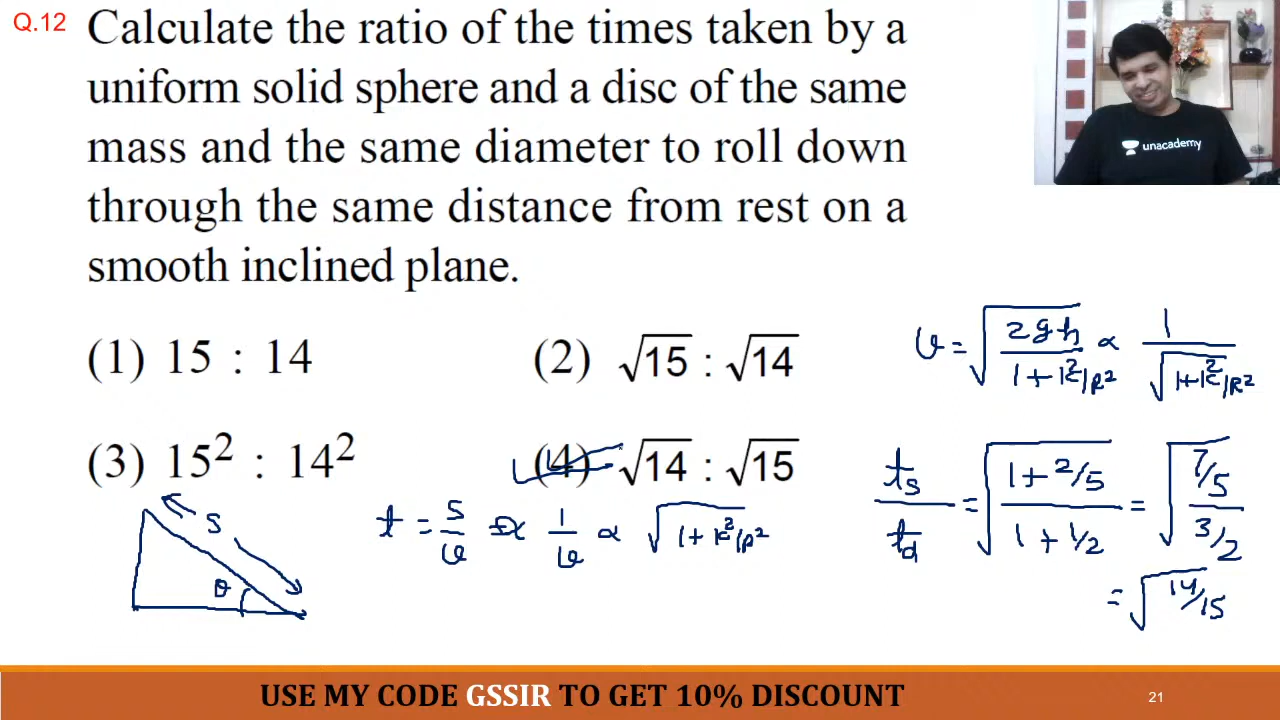 Q.12
Calculate the ratio of the times taken by a
uniform solid sphere and a disc of the same
mass and the same diameter to roll down
through the same distance from rest on a
smooth inclined plane.
(1) 15 : 14
(2) √15 : √14
(3) 15² : 14²
(4) √14 : √15
unacademy
v = √(2gh / 1+k²/R²) ∝ 1 / √(1+k²/R²)
S
θ
t = S/v ∝ 1/v ∝ √(1+k²/R²)
ts/td = √(1+2/5 / 1+1/2) = √(7/5 / 3/2)
= √14/15
USE MY CODE GSSIR TO GET 10% DISCOUNT
21